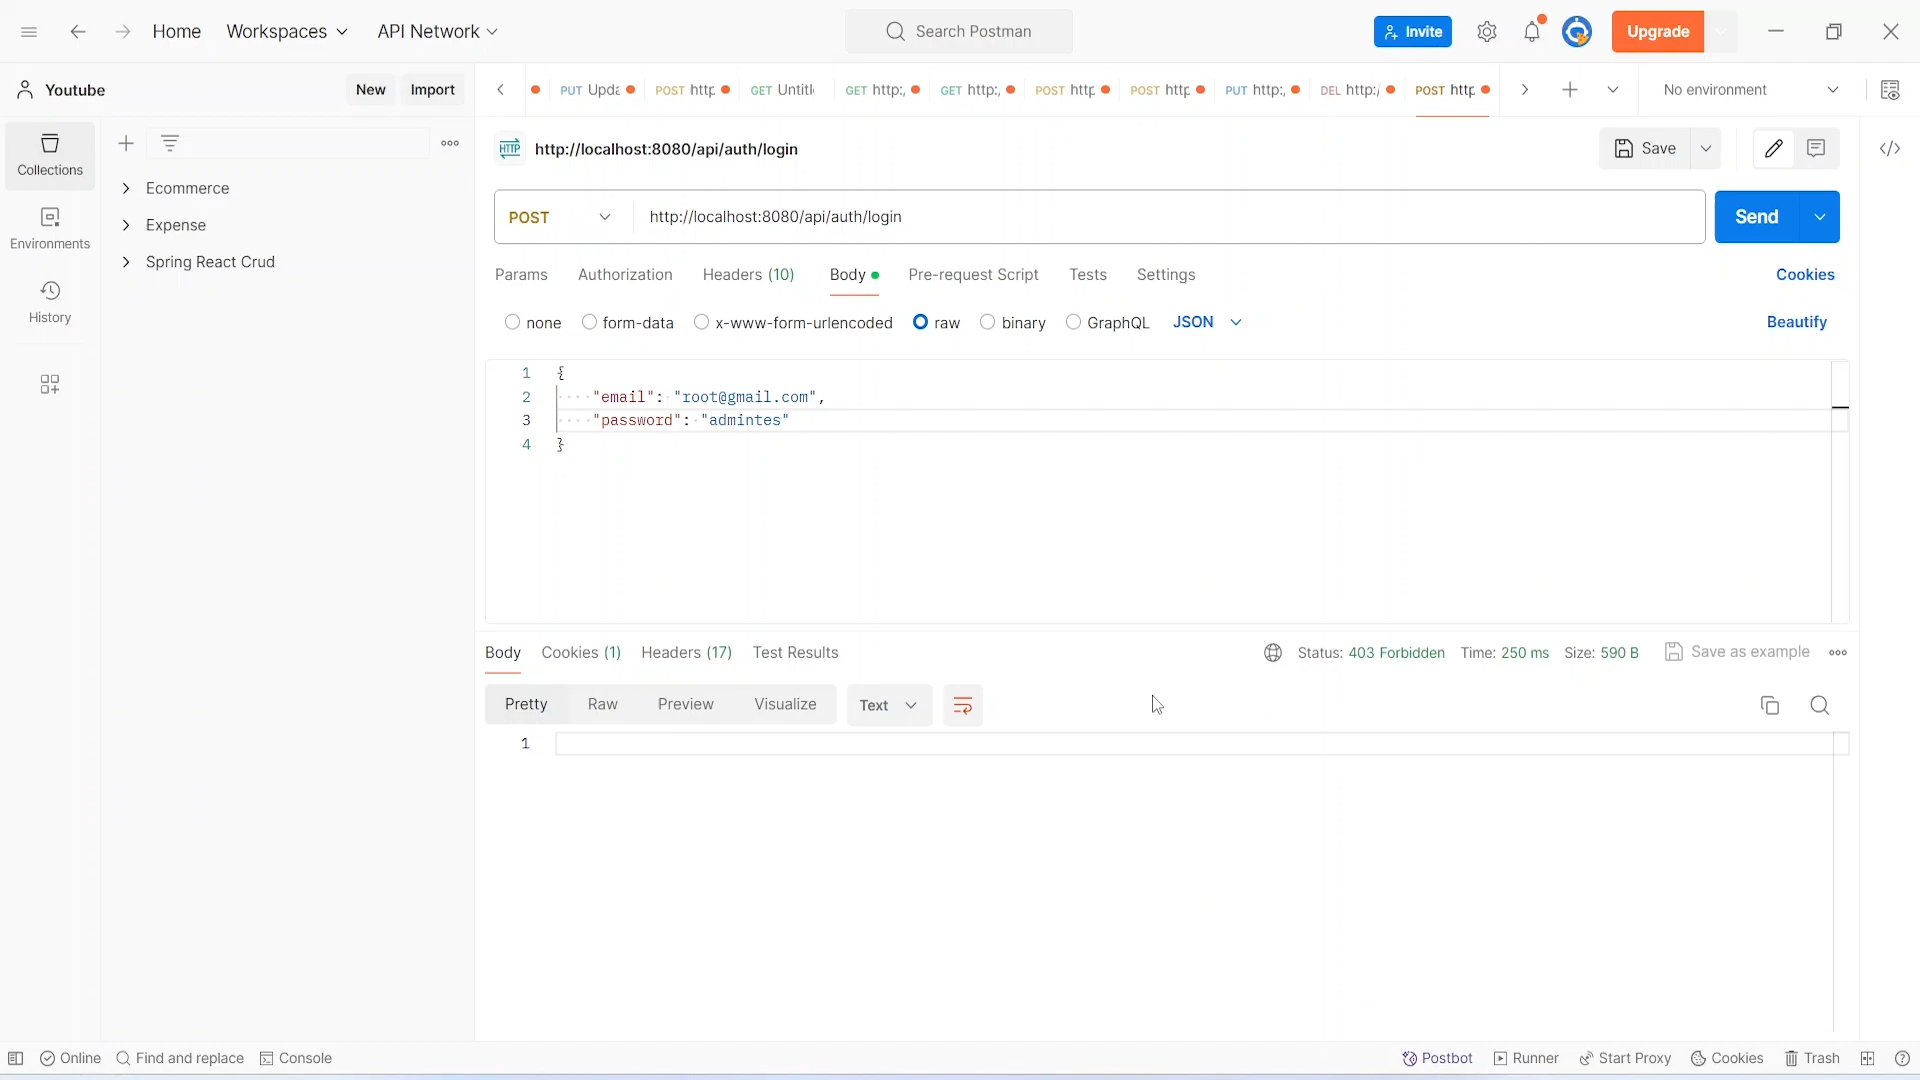 Home
Workspaces
API Network
Search Postman
Invite
Upgrade
Youtube
New
Import
PUT Upda
POST http
GET Untitl
GET http:/
GET http:/
POST http
POST http
PUT http:/
DEL http:/
POST http
No environment
Collections
Environments
History
Ecommerce
Expense
Spring React Crud
HTTP http://localhost:8080/api/auth/login
Save
POST http://localhost:8080/api/auth/login
Send
Params Authorization Headers (10) Body Pre-request Script Tests Settings
Cookies
none form-data x-www-form-urlencoded raw binary GraphQL JSON
Beautify
1 {
2 ····"email":·"root@gmail.com",
3 ····"password":·"admintes"
4 }
Body Cookies (1) Headers (17) Test Results
Status: 403 Forbidden Time: 250 ms Size: 590 B
Save as example
Pretty Raw Preview Visualize Text
1
Online Find and replace Console
Postbot Runner Start Proxy Cookies Trash